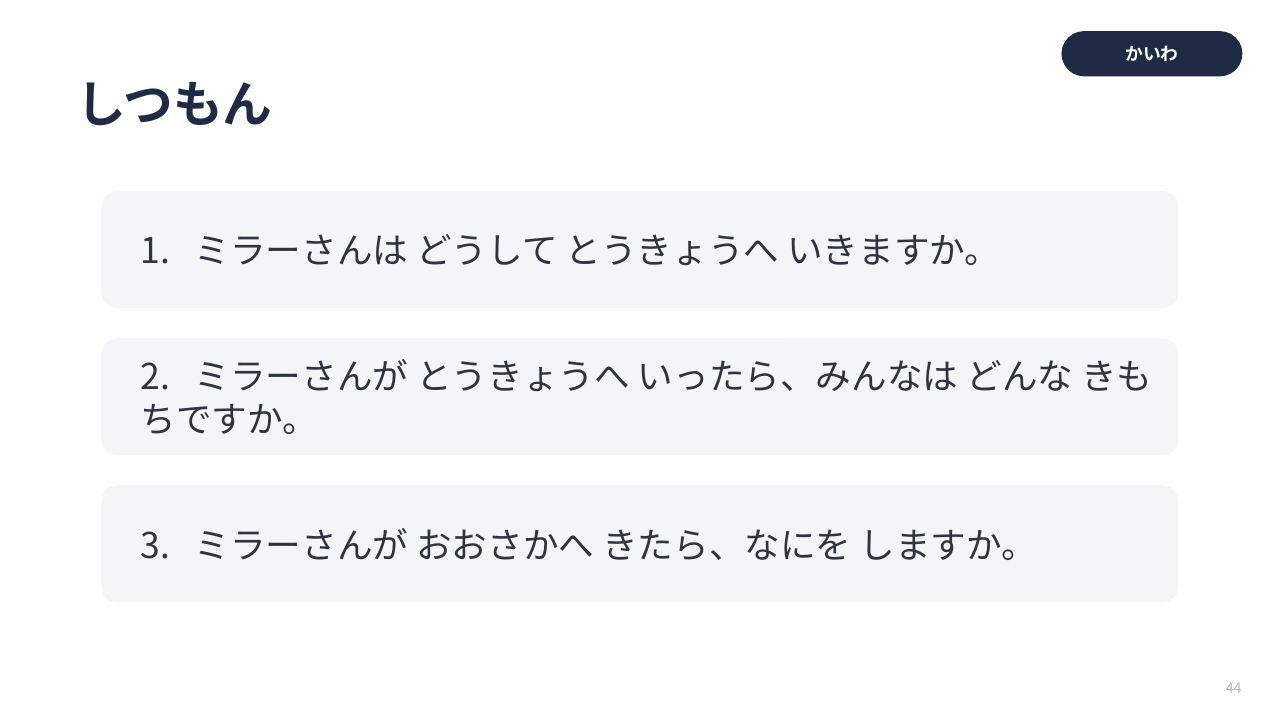 かいわ
しつもん
1. ミラーさんは どうして とうきょうへ いきますか。
2. ミラーさんが とうきょうへ いったら、みんなは どんな きも
ちですか。
3. ミラーさんが おおさかへ きたら、なにを しますか。
44